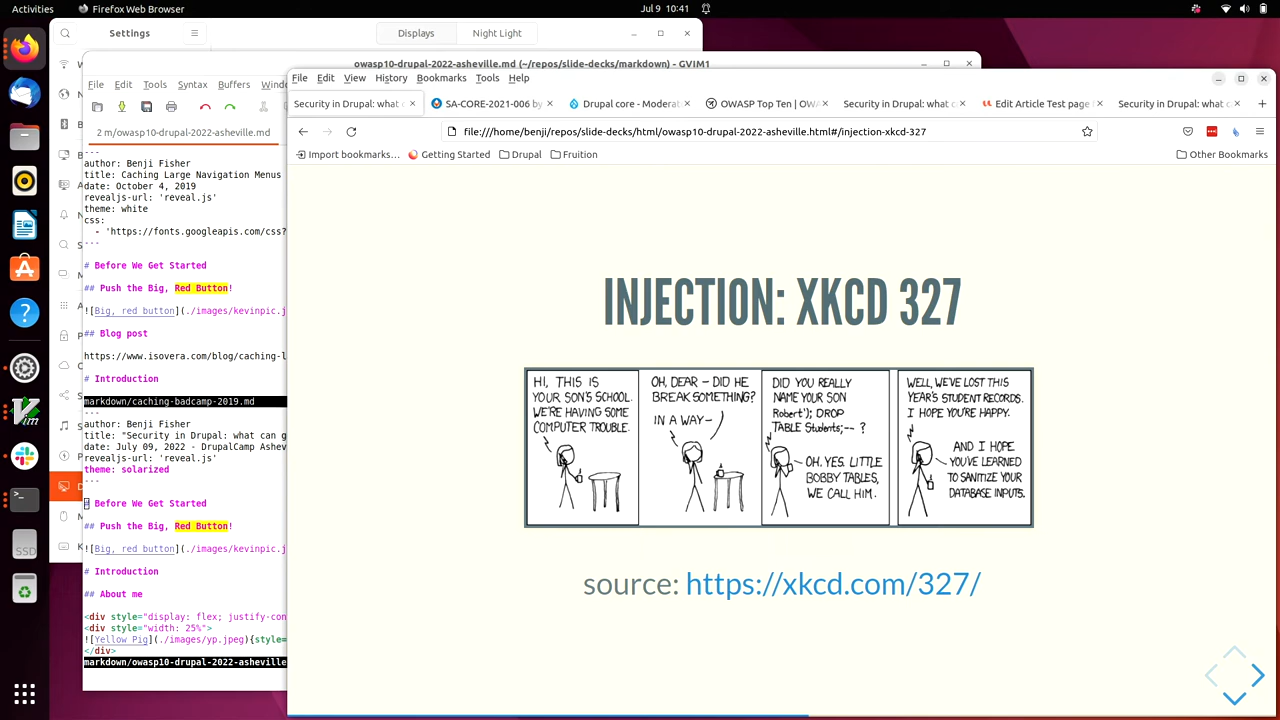 Activities
Firefox Web Browser
Jul 9 10:41
Settings
Displays
Night Light
owasp10-drupal-2022-asheville.md (~/repos/slide-decks/markdown) - GVIM1
File Edit Tools Syntax Buffers
2 m/owasp10-drupal-2022-asheville.md
---
author: Benji Fisher
title: Caching Large Navigation Menus
date: October 4, 2019
revealjs-url: 'reveal.js'
theme: white
css:
- 'https://fonts.googleapis.com/css?
---
# Before We Get Started
## Push the Big, Red Button!
![Big, red button](./images/kevinpic.j
## Blog post
https://www.isovera.com/blog/caching-l
# Introduction
markdown/caching-badcamp-2019.md
---
author: Benji Fisher
title: "Security in Drupal: what can g
date: July 09, 2022 - DrupalCamp Ashev
revealjs-url: 'reveal.js'
theme: solarized
---
# Before We Get Started
## Push the Big, Red Button!
![Big, red button](./images/kevinpic.j
# Introduction
## About me
<div style="display: flex; justify-con
<div style="width: 25%">
![Yellow Pig](./images/yp.jpeg){style=
</div>
markdown/owasp10-drupal-2022-asheville
File Edit View History Bookmarks Tools Help
Security in Drupal: what c
SA-CORE-2021-006 by
Drupal core - Moderat
OWASP Top Ten | OWA
Security in Drupal: what c
Edit Article Test page
Security in Drupal: what c
file:///home/benji/repos/slide-decks/html/owasp10-drupal-2022-asheville.html#/injection-xkcd-327
Import bookmarks...
Getting Started
Drupal
Fruition
Other Bookmarks
INJECTION: XKCD 327
HI, THIS IS
YOUR SON'S SCHOOL.
WE'RE HAVING SOME
COMPUTER TROUBLE.
OH, DEAR – DID HE
BREAK SOMETHING?
IN A WAY–
DID YOU REALLY
NAME YOUR SON
Robert'); DROP
TABLE Students;-- ?
OH, YES. LITTLE
BOBBY TABLES,
WE CALL HIM.
WELL, WE'VE LOST THIS
YEAR'S STUDENT RECORDS.
I HOPE YOU'RE HAPPY.
AND I HOPE
YOU'VE LEARNED
TO SANITIZE YOUR
DATABASE INPUTS.
source: https://xkcd.com/327/
SSD